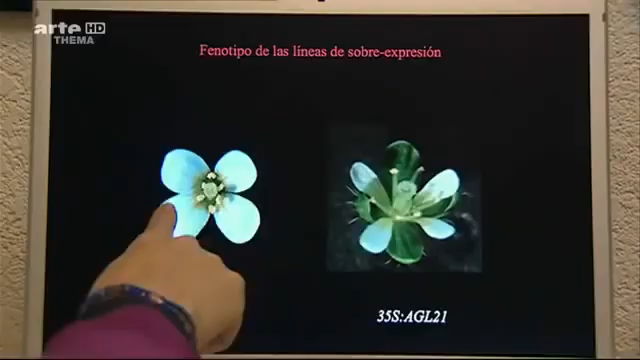 arte HD
THEMA
Fenotipo de las líneas de sobre-expresión
35S:AGL21